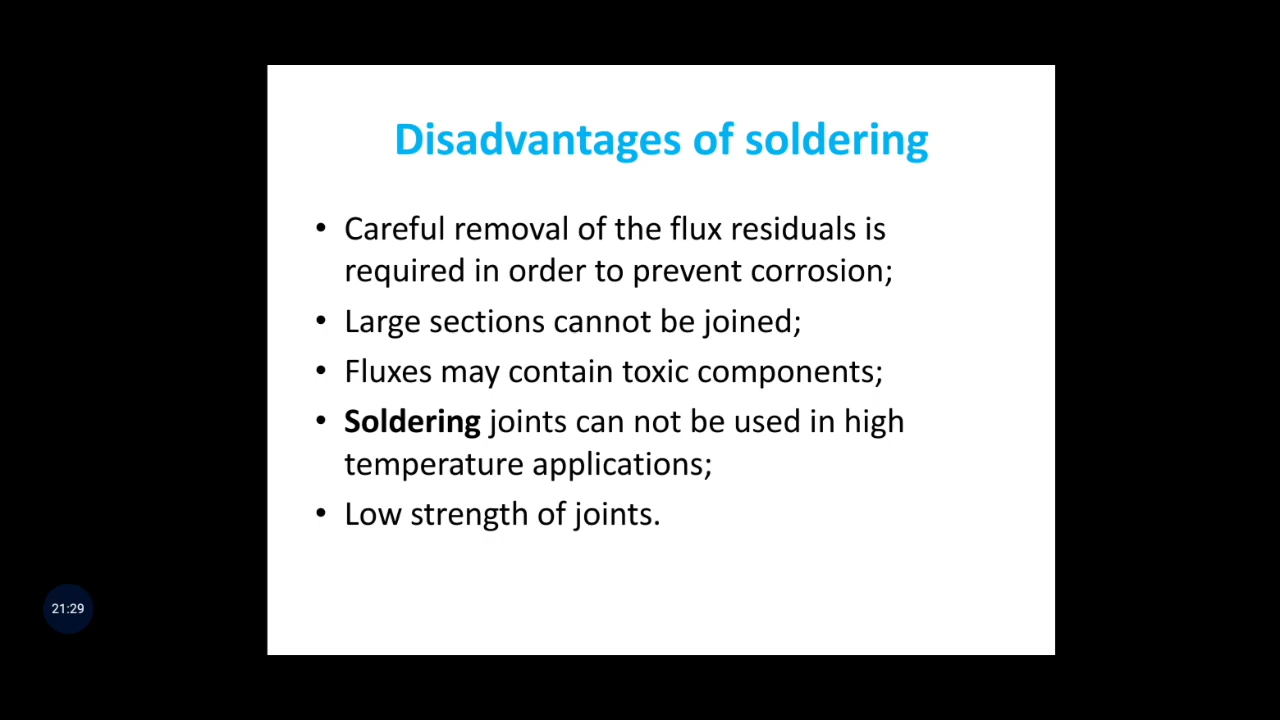 Disadvantages of soldering
• Careful removal of the flux residuals is
required in order to prevent corrosion;
• Large sections cannot be joined;
• Fluxes may contain toxic components;
• Soldering joints can not be used in high
temperature applications;
• Low strength of joints.
21:29